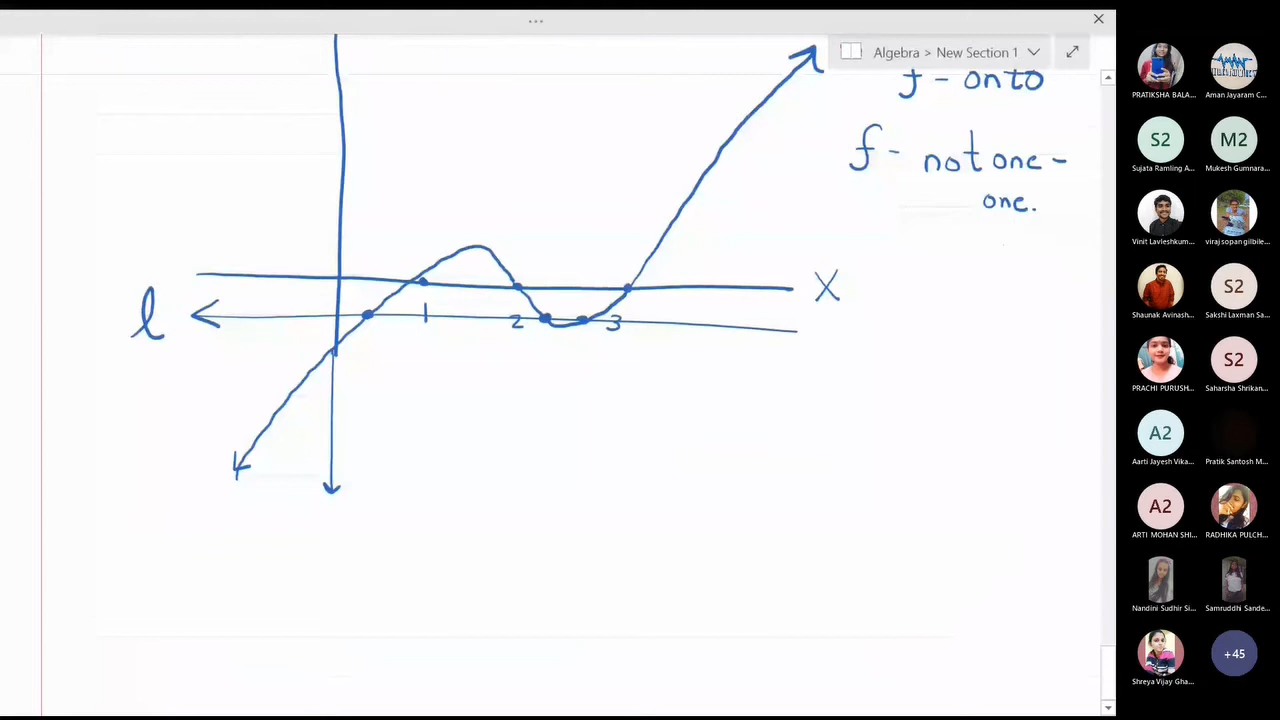 ...
Algebra > New Section 1
f - onto
f - not one -
one.
X
l
1
2
3
PRATIKSHA BALA...
Aman Jayaram C...
S2
M2
Sujata Ramling A...
Mukesh Gumnara...
Vinit Lavleshkum...
viraj sopan gilbile...
S2
Shaunak Avinash...
Sakshi Laxman Sa...
S2
PRACHI PURUSH...
Saharsha Shrikan...
A2
Aarti Jayesh Vika...
Pratik Santosh M...
A2
ARTI MOHAN SHI...
RADHIKA PULCH...
Nandini Sudhir Si...
Samruddhi Sande...
+45
Shreya Vijay Gha...